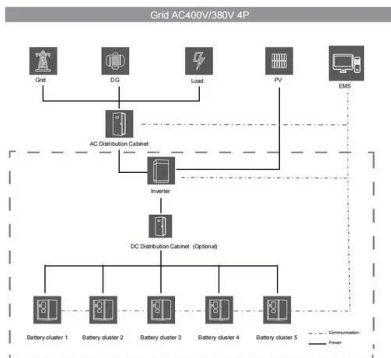 Grid AC400V/380V 4P
Grid
DG
Load
PV
EMS
AC Distribution Cabinet
Inverter
DC Distribution Cabinet (Optional)
Battery cluster 1
Battery cluster 2
Battery cluster 3
Battery cluster 4
Battery cluster 5
Communication
Power